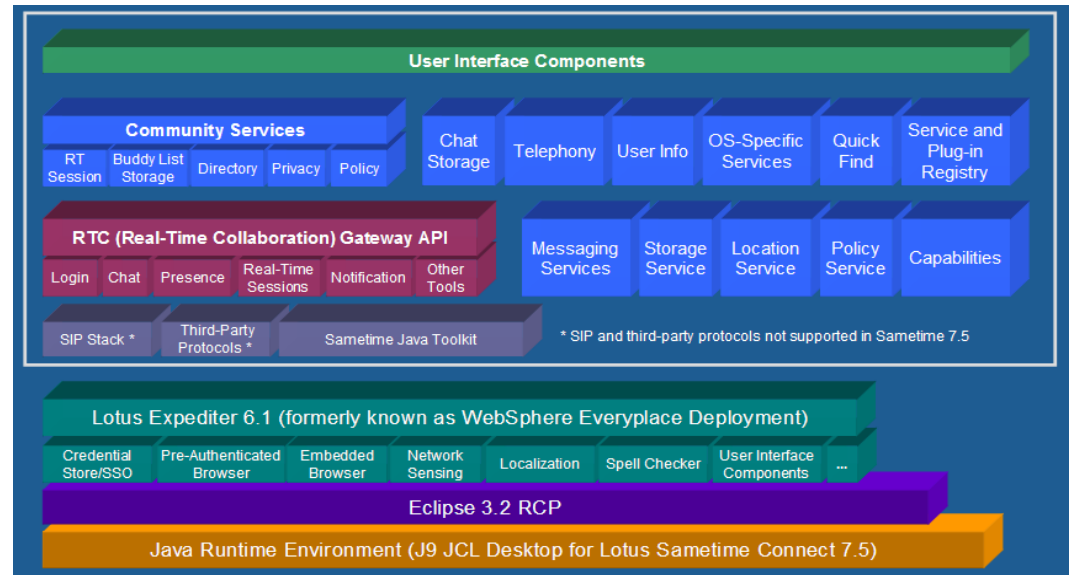 User Interface Components
Community Services
RT
Session
Buddy List
Storage
Directory
Privacy
Policy
Chat
Storage
Telephony
User Info
OS-Specific
Services
Quick
Find
Service and
Plug-in
Registry
RTC (Real-Time Collaboration) Gateway API
Login
Chat
Presence
Real-Time
Sessions
Notification
Other
Tools
Messaging
Services
Storage
Service
Location
Service
Policy
Service
Capabilities
SIP Stack *
Third-Party
Protocols *
Sametime Java Toolkit
* SIP and third-party protocols not supported in Sametime 7.5
Lotus Expediter 6.1 (formerly known as WebSphere Everyplace Deployment)
Credential
Store/SSO
Pre-Authenticated
Browser
Embedded
Browser
Network
Sensing
Localization
Spell Checker
User Interface
Components
...
Eclipse 3.2 RCP
Java Runtime Environment (J9 JCL Desktop for Lotus Sametime Connect 7.5)